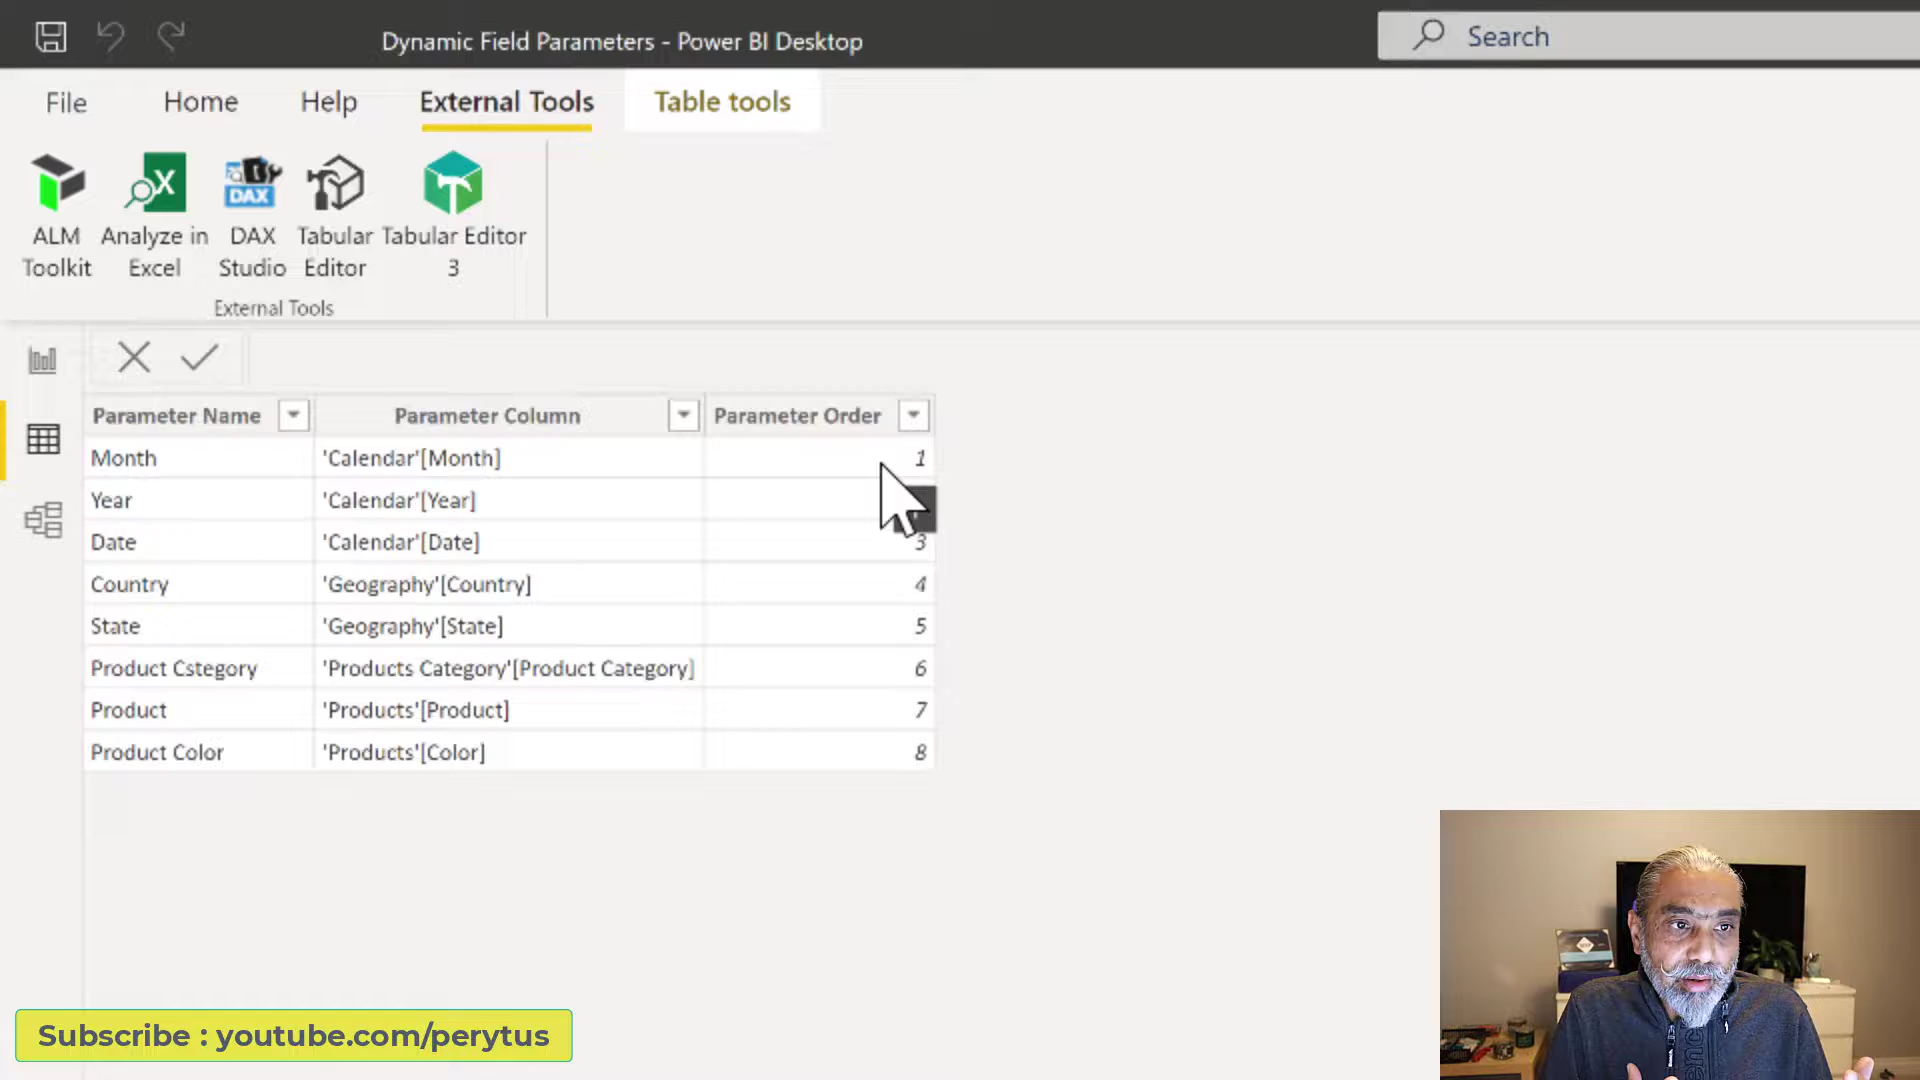 Dynamic Field Parameters - Power BI Desktop
Search
File Home Help External Tools Table tools
ALM Toolkit
Analyze in Excel
DAX
DAX Studio
Tabular Editor
Tabular Editor 3
External Tools
Parameter Name Parameter Column Parameter Order
Month 'Calendar'[Month] 1
Year 'Calendar'[Year]
Date 'Calendar'[Date] 3
Country 'Geography'[Country] 4
State 'Geography'[State] 5
Product Cstegory 'Products Category'[Product Category] 6
Product 'Products'[Product] 7
Product Color 'Products'[Color] 8
Subscribe : youtube.com/perytus